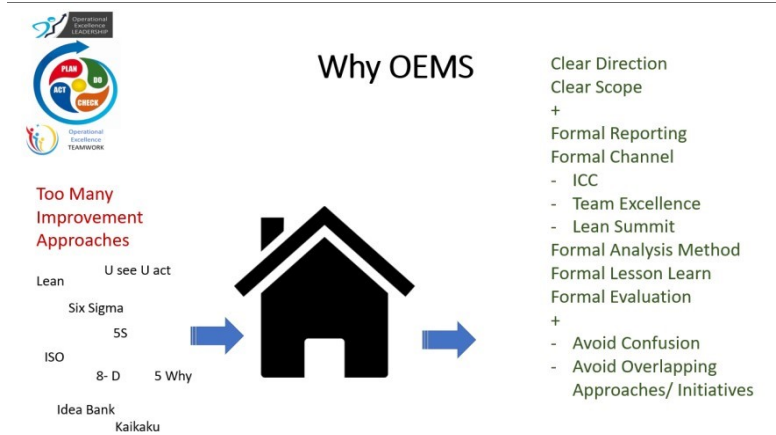 Operational
Excellence
LEADERSHIP
PLAN
DO
ACT
CHECK
Operational
Excellence
TEAMWORK
Why OEMS
Too Many
Improvement
Approaches
U see U act
Lean
Six Sigma
5S
ISO
8- D
5 Why
Idea Bank
Kaikaku
Clear Direction
Clear Scope
+
Formal Reporting
Formal Channel
- ICC
- Team Excellence
- Lean Summit
Formal Analysis Method
Formal Lesson Learn
Formal Evaluation
+
- Avoid Confusion
- Avoid Overlapping
Approaches/ Initiatives